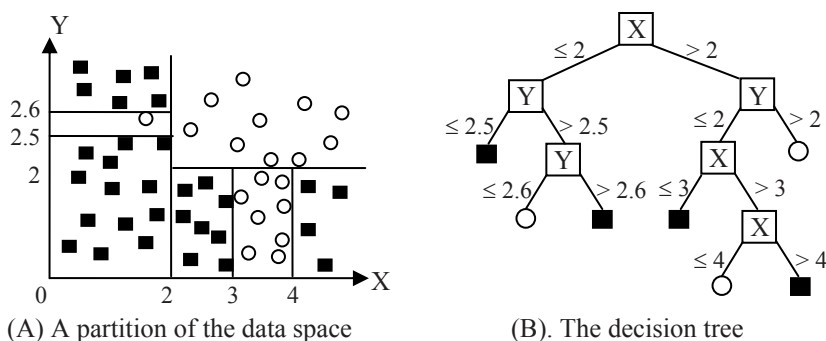 Y
2.6
2.5
2
0 2 3 4 X
X
≤ 2 > 2
Y Y
≤ 2.5 > 2.5 ≤ 2 > 2
Y X
≤ 2.6 > 2.6 ≤ 3 > 3
X
≤ 4 > 4
(A) A partition of the data space
(B). The decision tree